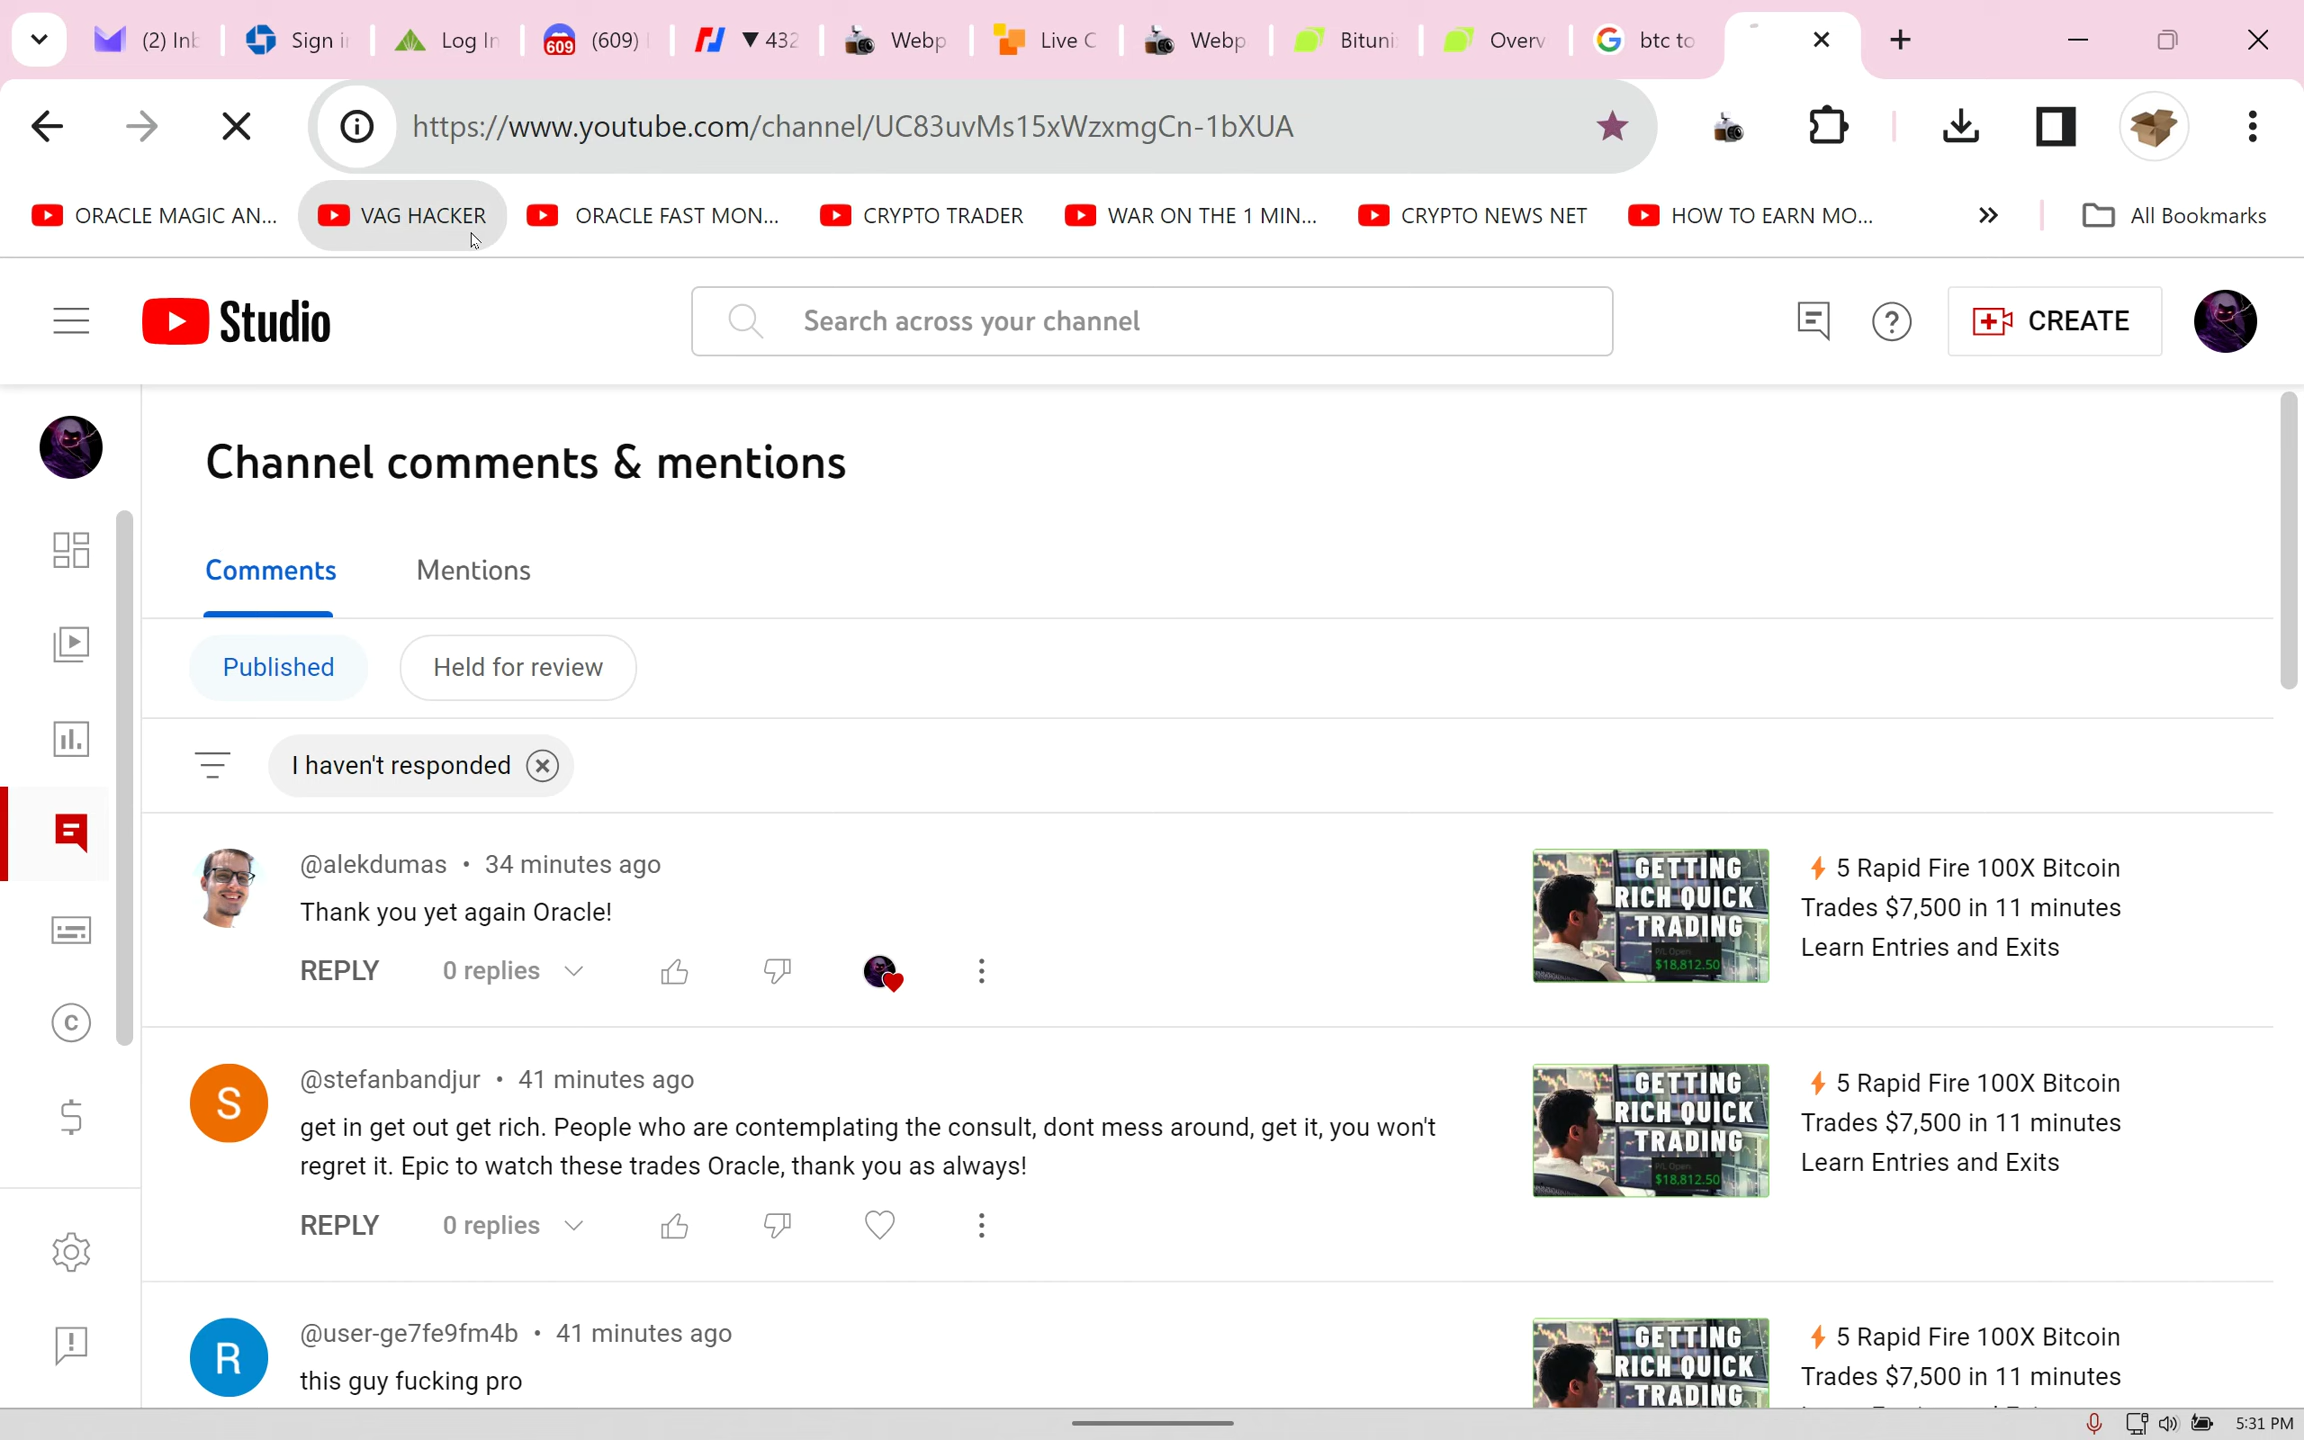 (2) Inb
Sign i
Log In
609
(609)
▼ 432
Webp
Live C
Webp
Bituni
Overv
btc to
https://www.youtube.com/channel/UC83uvMs15xWzxmgCn-1bXUA
ORACLE MAGIC AN...
VAG HACKER
ORACLE FAST MON...
CRYPTO TRADER
WAR ON THE 1 MIN...
CRYPTO NEWS NET
HOW TO EARN MO...
All Bookmarks
Studio
Search across your channel
CREATE
Channel comments & mentions
Comments
Mentions
Published
Held for review
I haven't responded
@alekdumas • 34 minutes ago
Thank you yet again Oracle!
REPLY
0 replies
GETTING
RICH QUICK
TRADING
P/L Open
$18,812.50
⚡ 5 Rapid Fire 100X Bitcoin
Trades $7,500 in 11 minutes
Learn Entries and Exits
S
@stefanbandjur • 41 minutes ago
get in get out get rich. People who are contemplating the consult, dont mess around, get it, you won't
regret it. Epic to watch these trades Oracle, thank you as always!
REPLY
0 replies
GETTING
RICH QUICK
TRADING
P/L Open
$18,812.50
⚡ 5 Rapid Fire 100X Bitcoin
Trades $7,500 in 11 minutes
Learn Entries and Exits
R
@user-ge7fe9fm4b • 41 minutes ago
this guy fucking pro
GETTING
RICH QUICK
TRADING
⚡ 5 Rapid Fire 100X Bitcoin
Trades $7,500 in 11 minutes
5:31 PM